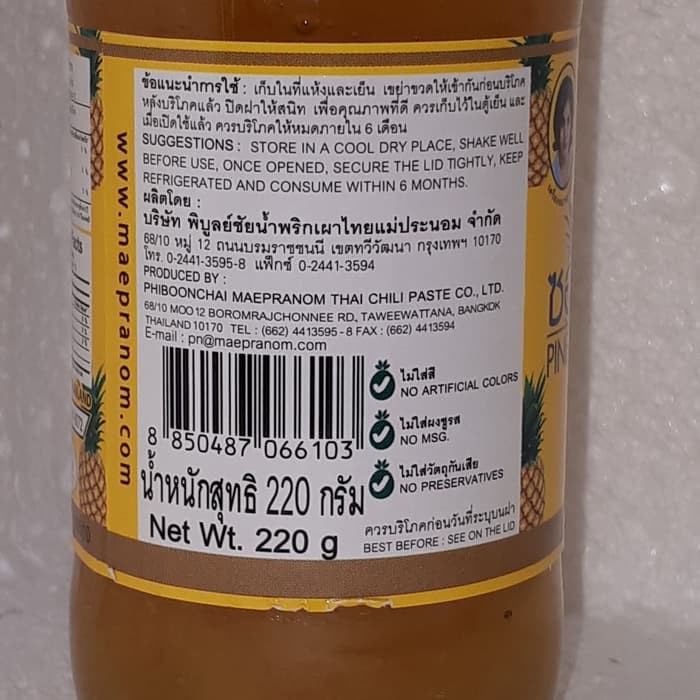 ข้อแนะนำการใช้ : เก็บในที่แห้งและเย็น เขย่าขวดให้เข้ากันก่อนบริโภค
หลังบริโภคแล้ว ปิดฝาให้สนิท เพื่อคุณภาพที่ดี ควรเก็บไว้ในตู้เย็น และ
เมื่อเปิดใช้แล้ว ควรบริโภคให้หมดภายใน 6 เดือน
SUGGESTIONS : STORE IN A COOL DRY PLACE, SHAKE WELL
BEFORE USE, ONCE OPENED, SECURE THE LID TIGHTLY, KEEP
REFRIGERATED AND CONSUME WITHIN 6 MONTHS.
ผลิตโดย :
บริษัท พิบูลย์ชัยน้ำพริกเผาไทยแม่ประนอม จำกัด
68/10 หมู่ 12 ถนนบรมราชชนนี เขตทวีวัฒนา กรุงเทพฯ 10170
โทร. 0-2441-3595-8 แฟ็กซ์ 0-2441-3594
PRODUCED BY :
PHIBOONCHAI MAEPRANOM THAI CHILI PASTE CO., LTD.
68/10 MOO 12 BOROMRAJCHONNEE RD., TAWEEWATTANA, BANGKOK
THAILAND 10170 TEL : (662) 4413595 - 8 FAX : (662) 4413594
E-mail : pn@maepranom.com
8 850487 066103
ไม่ใส่สี
NO ARTIFICIAL COLORS
ไม่ใส่ผงชูรส
NO MSG.
ไม่ใส่วัตถุกันเสีย
NO PRESERVATIVES
น้ำหนักสุทธิ 220 กรัม
Net Wt. 220 g
ควรบริโภคก่อนวันที่ระบุบนฝา
BEST BEFORE : SEE ON THE LID
www.maepranom.com